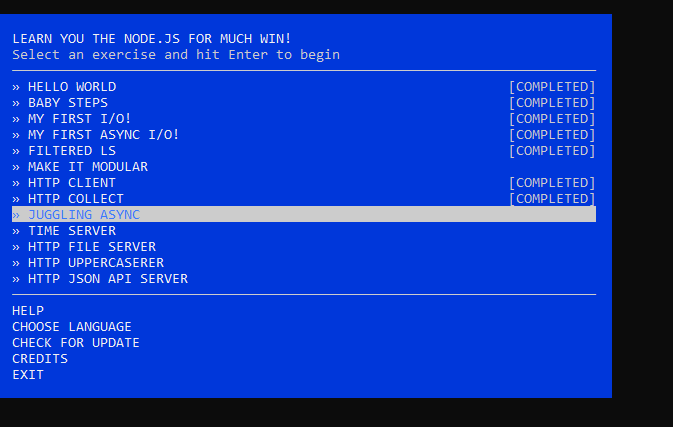 LEARN YOU THE NODE.JS FOR MUCH WIN!
Select an exercise and hit Enter to begin
» HELLO WORLD [COMPLETED]
» BABY STEPS [COMPLETED]
» MY FIRST I/O! [COMPLETED]
» MY FIRST ASYNC I/O! [COMPLETED]
» FILTERED LS [COMPLETED]
» MAKE IT MODULAR
» HTTP CLIENT [COMPLETED]
» HTTP COLLECT [COMPLETED]
» JUGGLING ASYNC
» TIME SERVER
» HTTP FILE SERVER
» HTTP UPPERCASERER
» HTTP JSON API SERVER
HELP
CHOOSE LANGUAGE
CHECK FOR UPDATE
CREDITS
EXIT